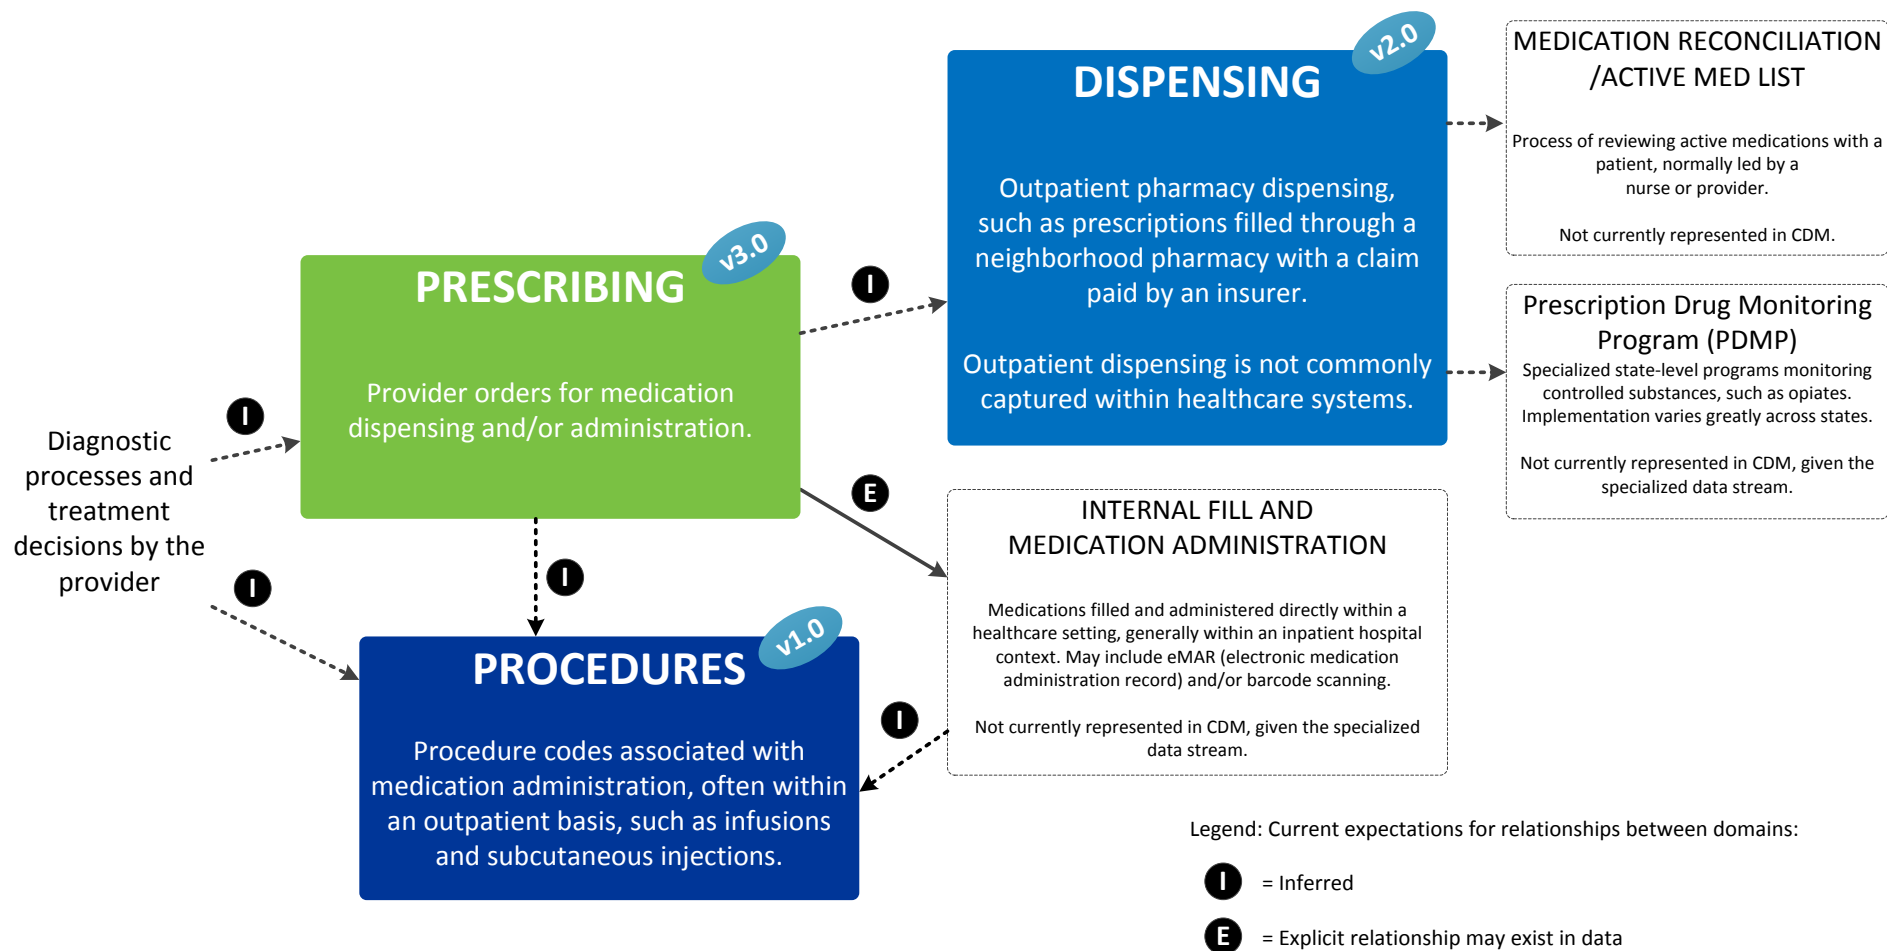 Diagnostic
processes and
treatment
decisions by the
provider
I
I
v3.0
PRESCRIBING
Provider orders for medication
dispensing and/or administration.
I
E
I
v1.0
PROCEDURES
Procedure codes associated with
medication administration, often within
an outpatient basis, such as infusions
and subcutaneous injections.
v2.0
DISPENSING
Outpatient pharmacy dispensing,
such as prescriptions filled through a
neighborhood pharmacy with a claim
paid by an insurer.
Outpatient dispensing is not commonly
captured within healthcare systems.
INTERNAL FILL AND
MEDICATION ADMINISTRATION
Medications filled and administered directly within a
healthcare setting, generally within an inpatient hospital
context. May include eMAR (electronic medication
administration record) and/or barcode scanning.
Not currently represented in CDM, given the specialized
data stream.
I
MEDICATION RECONCILIATION
/ACTIVE MED LIST
Process of reviewing active medications with a
patient, normally led by a
nurse or provider.
Not currently represented in CDM.
Prescription Drug Monitoring
Program (PDMP)
Specialized state-level programs monitoring
controlled substances, such as opiates.
Implementation varies greatly across states.
Not currently represented in CDM, given the
specialized data stream.
Legend: Current expectations for relationships between domains:
I = Inferred
E = Explicit relationship may exist in data